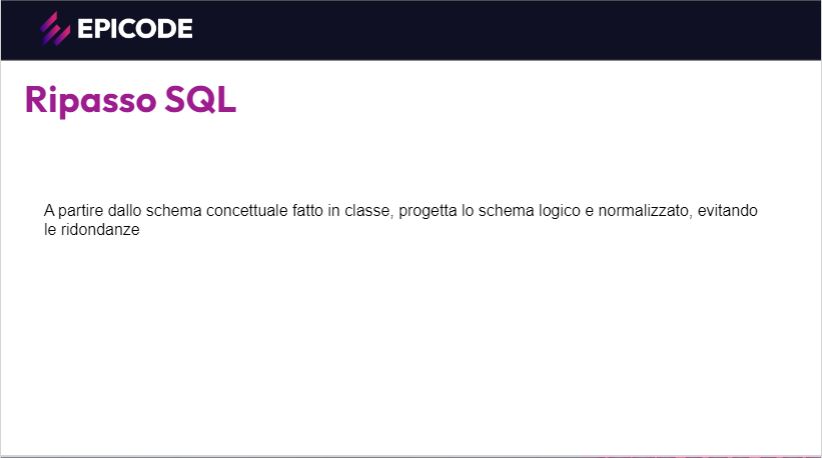 EPICODE
Ripasso SQL
A partire dallo schema concettuale fatto in classe, progetta lo schema logico e normalizzato, evitando
le ridondanze